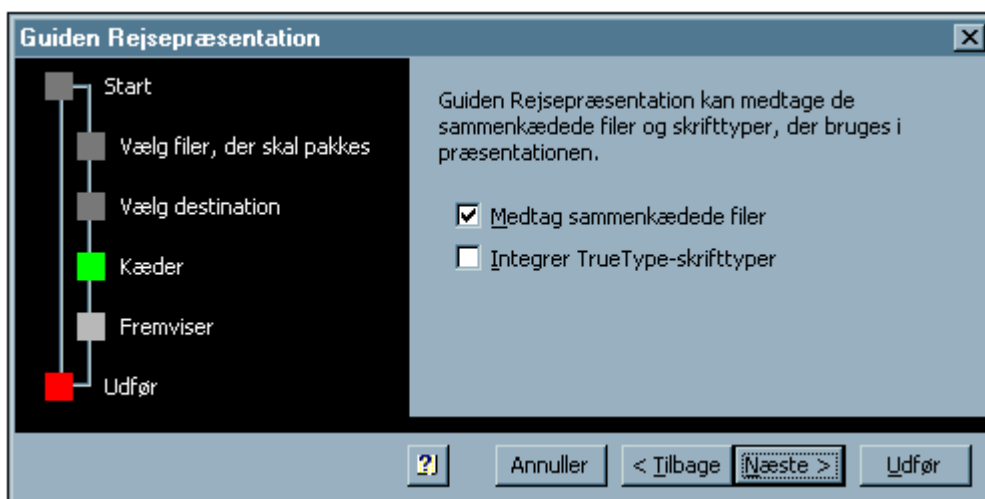 Guiden Rejsepræsentation
Start
Vælg filer, der skal pakkes
Vælg destination
Kæder
Fremviser
Udfør
Guiden Rejsepræsentation kan medtage de
sammenkædede filer og skrifttyper, der bruges i
præsentationen.
Medtag sammenkædede filer
Integrer TrueType-skrifttyper
Annuller
< Tilbage
Næste >
Udfør